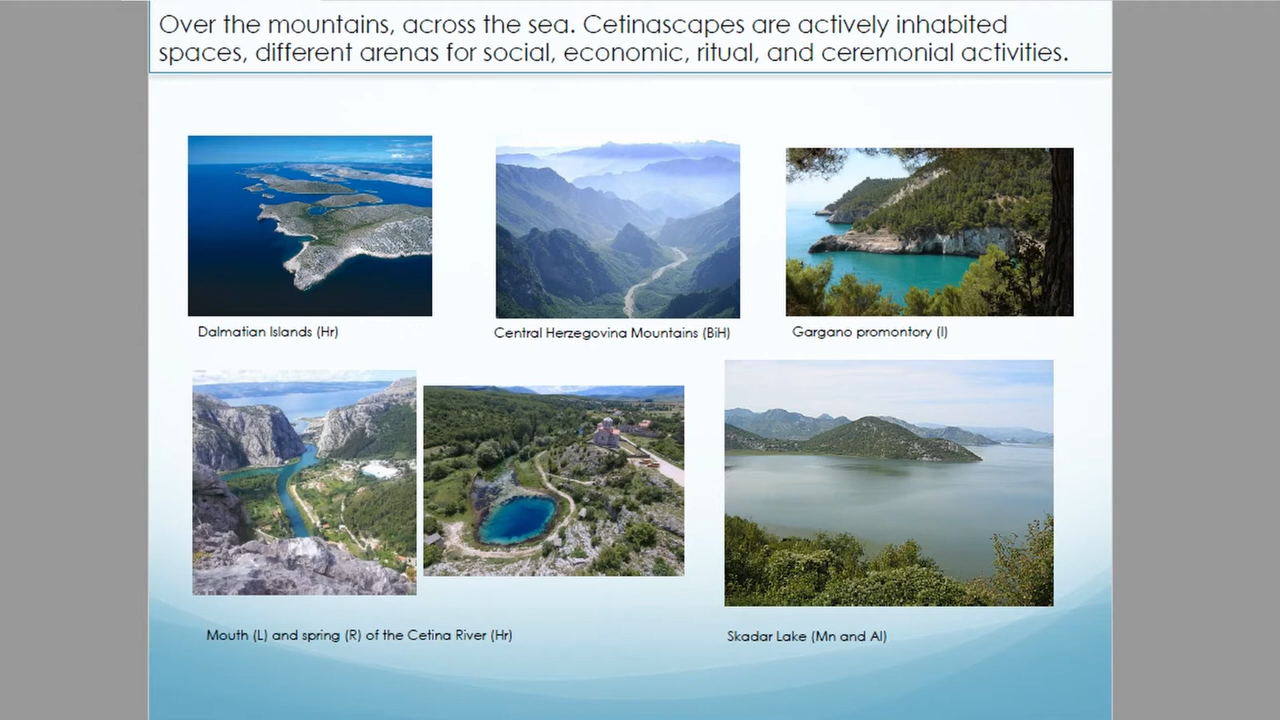 Over the mountains, across the sea. Cetinascapes are actively inhabited
spaces, different arenas for social, economic, ritual, and ceremonial activities.
Dalmatian Islands (Hr)
Central Herzegovina Mountains (BiH)
Gargano promontory (I)
Mouth (L) and spring (R) of the Cetina River (Hr)
Skadar Lake (Mn and Al)